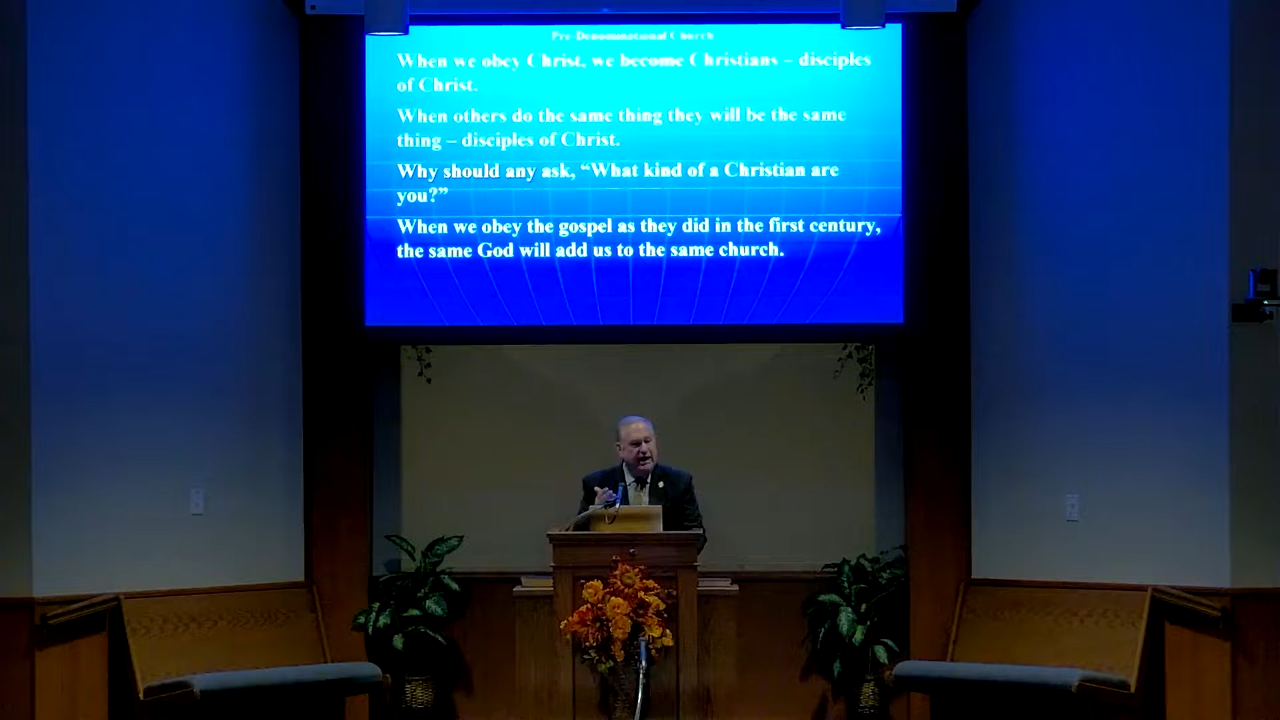 Pre-Denominational Church
When we obey Christ, we become Christians – disciples
of Christ.
When others do the same thing they will be the same
thing – disciples of Christ.
Why should any ask, “What kind of a Christian are
you?”
When we obey the gospel as they did in the first century,
the same God will add us to the same church.